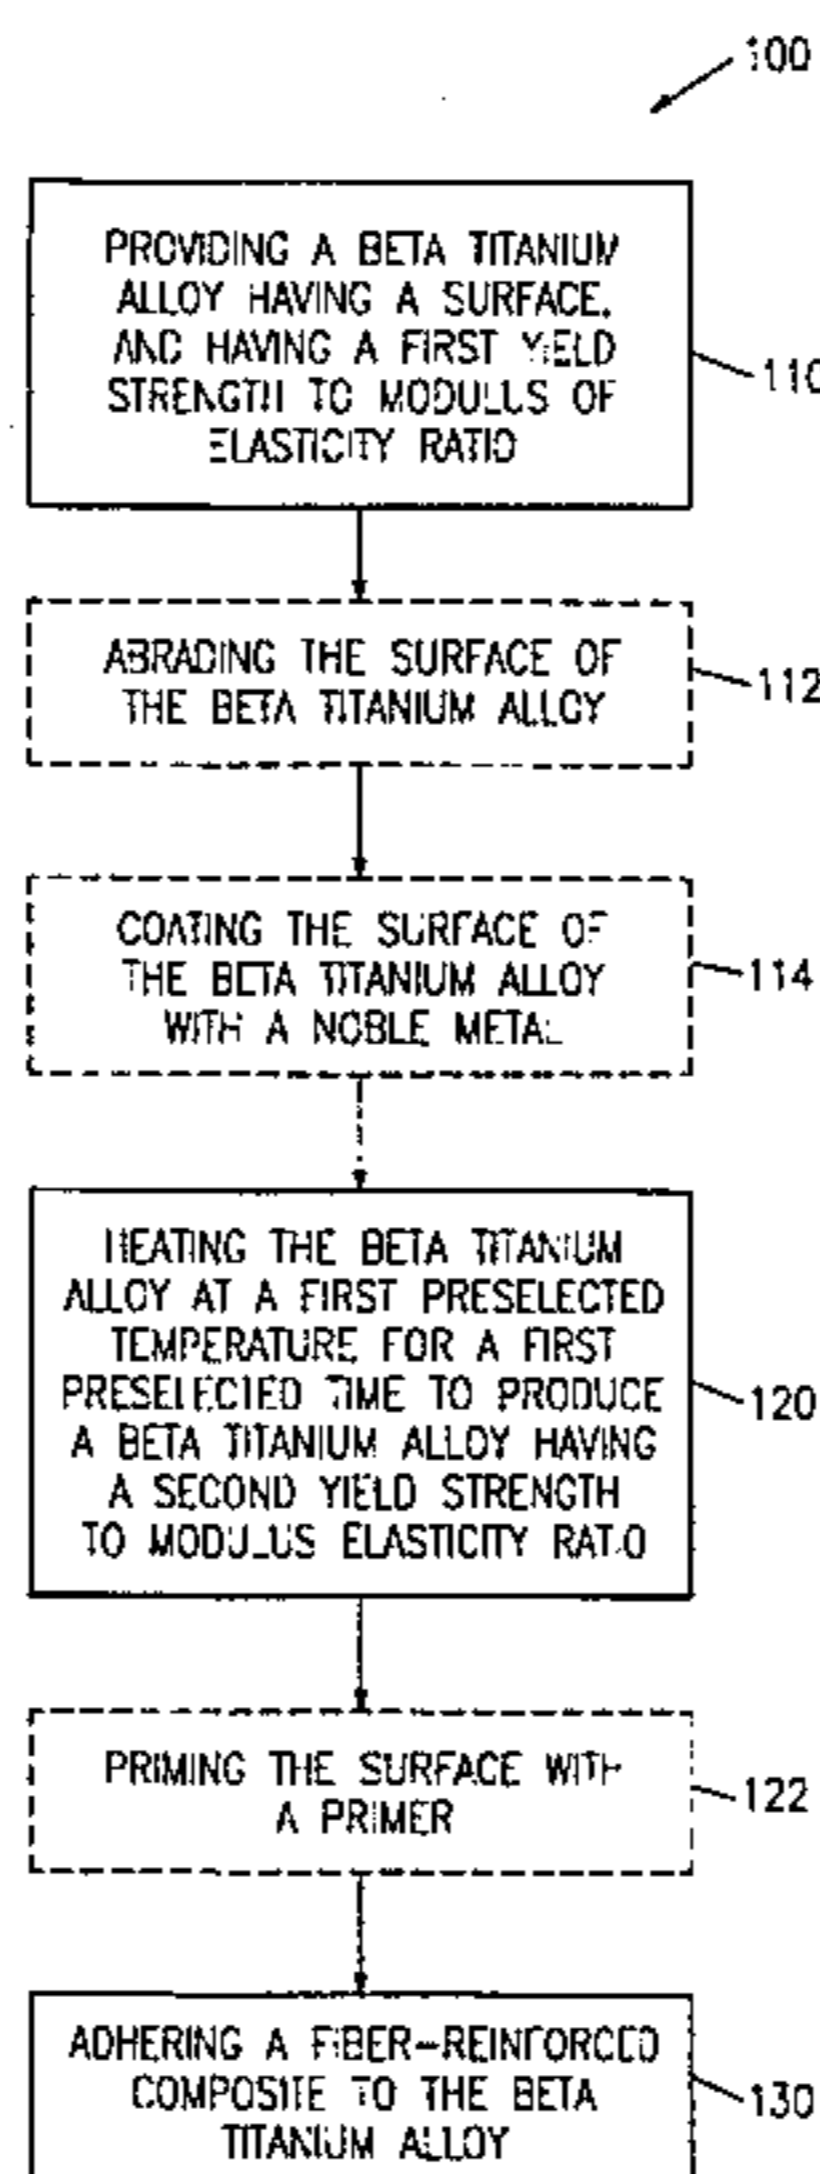 100
PROVIDING A BETA TITANIUM
ALLOY HAVING A SURFACE,
AND HAVING A FIRST YIELD
STRENGTH TO MODULUS OF
ELASTICITY RATIO
110
ABRADING THE SURFACE OF
THE BETA TITANIUM ALLOY
112
COATING THE SURFACE OF
THE BETA TITANIUM ALLOY
WITH A NOBLE METAL
114
HEATING THE BETA TITANIUM
ALLOY AT A FIRST PRESELECTED
TEMPERATURE FOR A FIRST
PRESELECTED TIME TO PRODUCE
A BETA TITANIUM ALLOY HAVING
A SECOND YIELD STRENGTH
TO MODULUS ELASTICITY RATIO
120
PRIMING THE SURFACE WITH
A PRIMER
122
ADHERING A FIBER-REINFORCED
COMPOSITE TO THE BETA
TITANIUM ALLOY
130